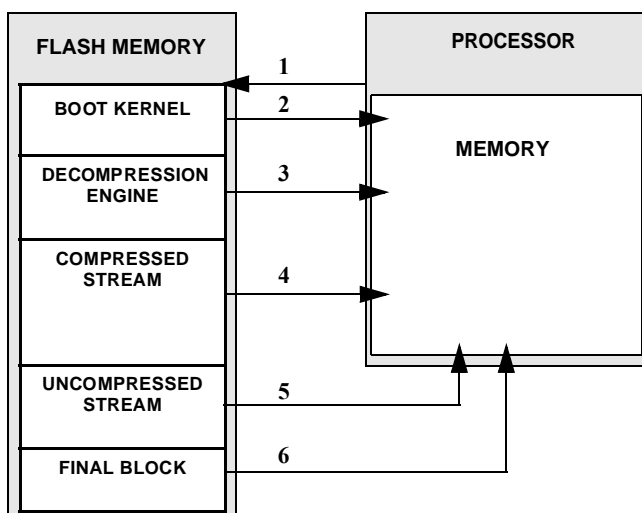 FLASH MEMORY
BOOT KERNEL
DECOMPRESSION
ENGINE
COMPRESSED
STREAM
UNCOMPRESSED
STREAM
FINAL BLOCK
1
2
3
4
5
6
PROCESSOR
MEMORY